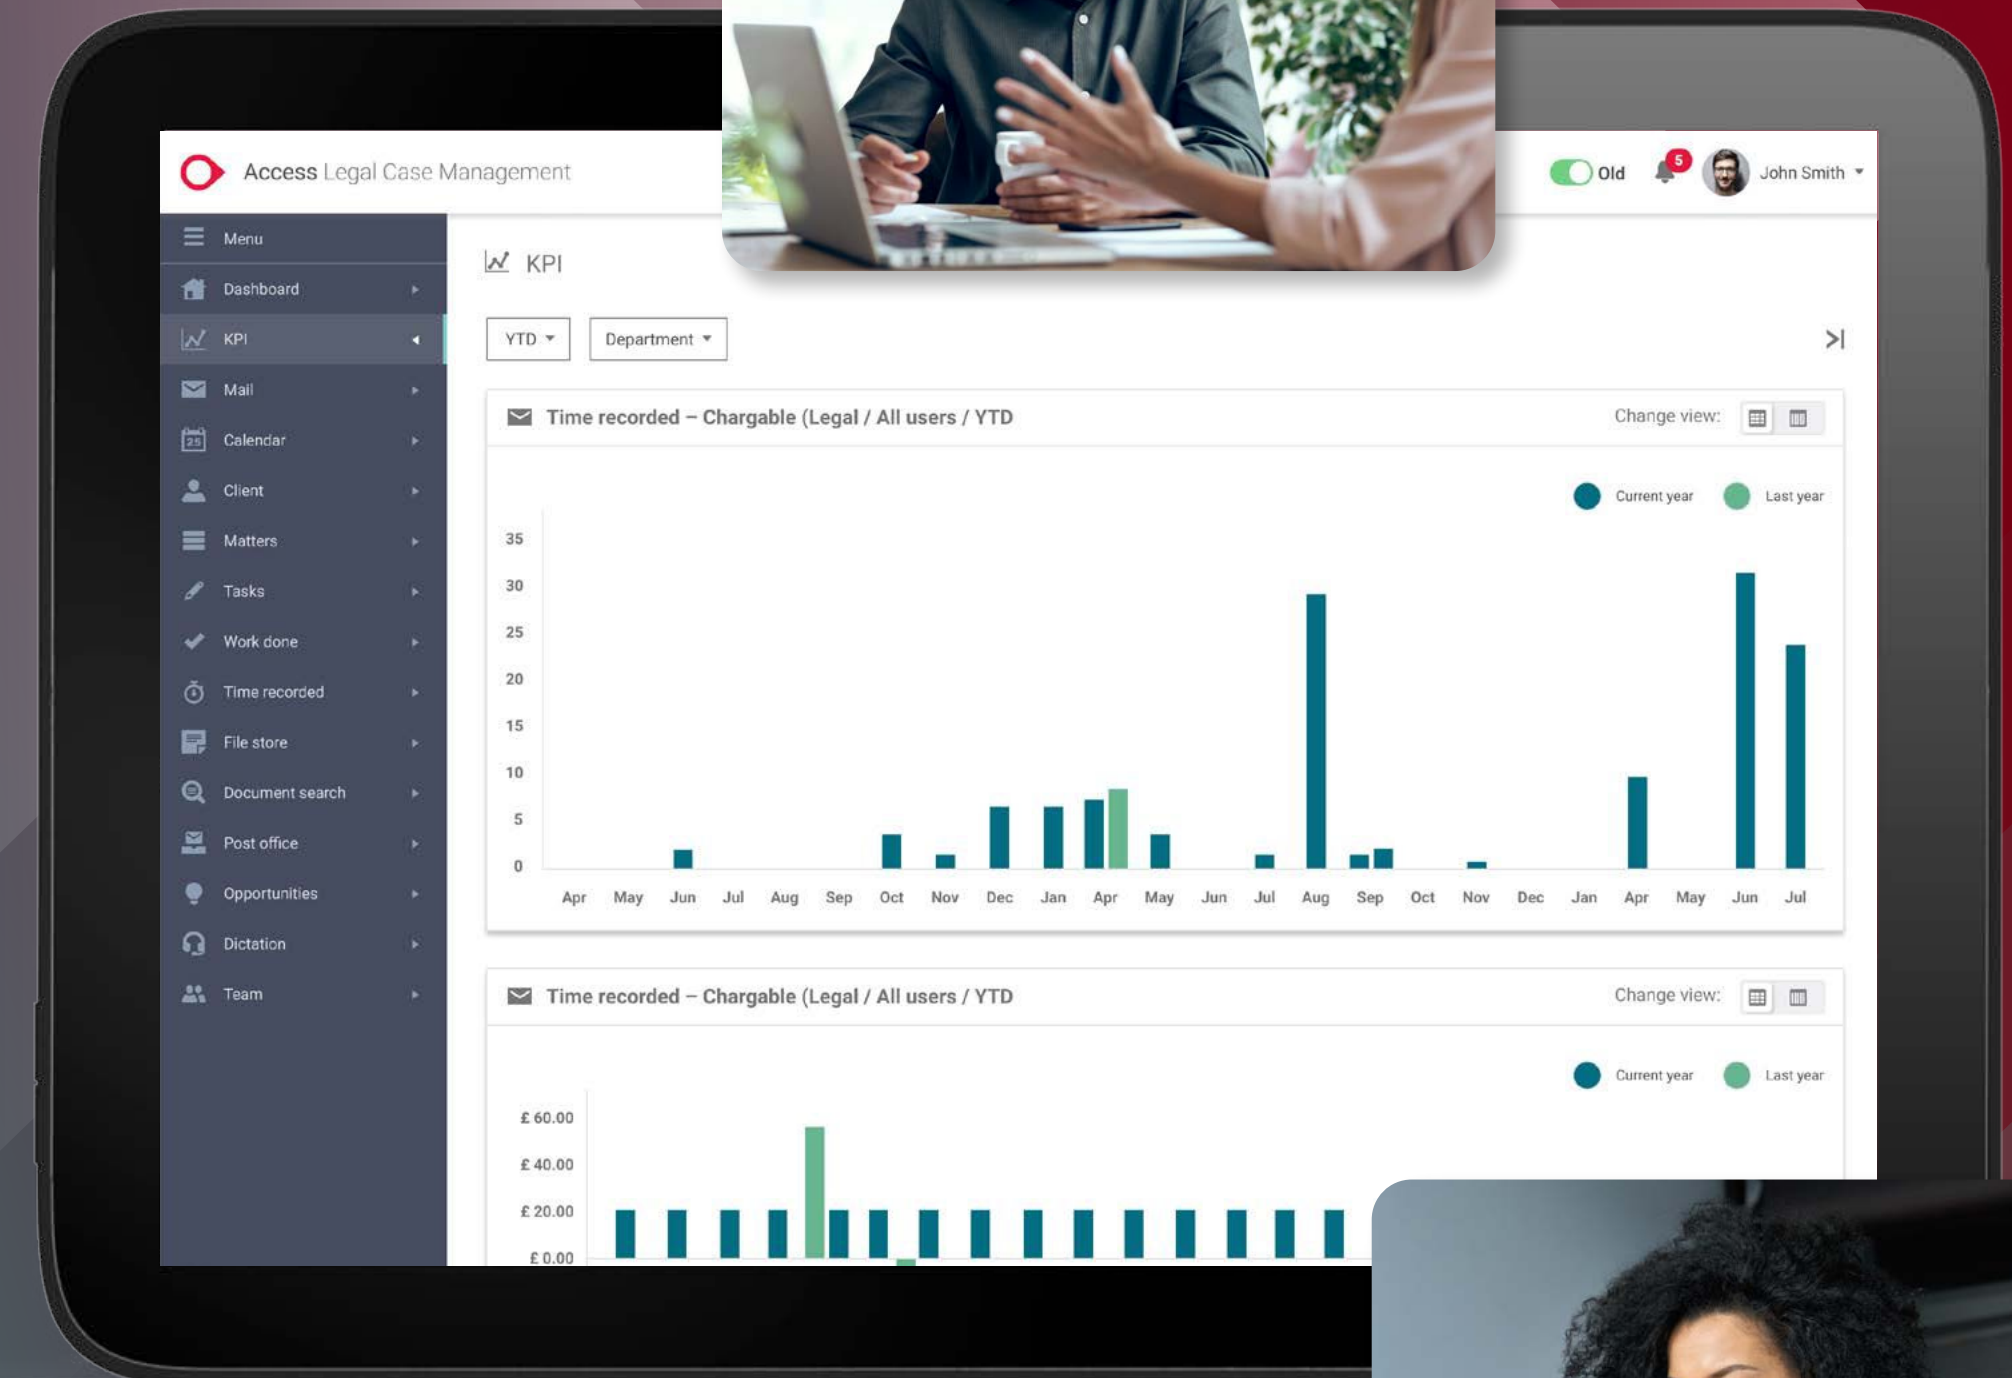 Access Legal Case Management
Old
5
John Smith
Menu
Dashboard
KPI
Mail
25
Calendar
Client
Matters
Tasks
Work done
Time recorded
File store
Document search
Post office
Opportunities
Dictation
Team
KPI
YTD
Department
Time recorded – Chargable (Legal / All users / YTD
Change view:
Current year
Last year
35
30
25
20
15
10
5
0
Apr May Jun Jul Aug Sep Oct Nov Dec Jan Apr May Jun Jul Aug Sep Oct Nov Dec Jan Apr May Jun Jul
Time recorded – Chargable (Legal / All users / YTD
Change view:
Current year
Last year
£ 60.00
£ 40.00
£ 20.00
£ 0.00